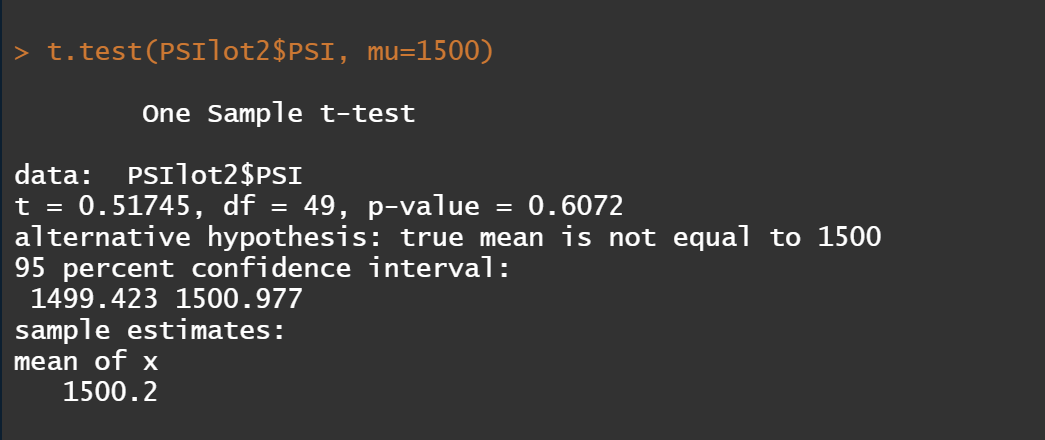 > t.test(PSIlot2$PSI, mu=1500)
One Sample t-test
data:  PSIlot2$PSI
t = 0.51745, df = 49, p-value = 0.6072
alternative hypothesis: true mean is not equal to 1500
95 percent confidence interval:
1499.423 1500.977
sample estimates:
mean of x
1500.2